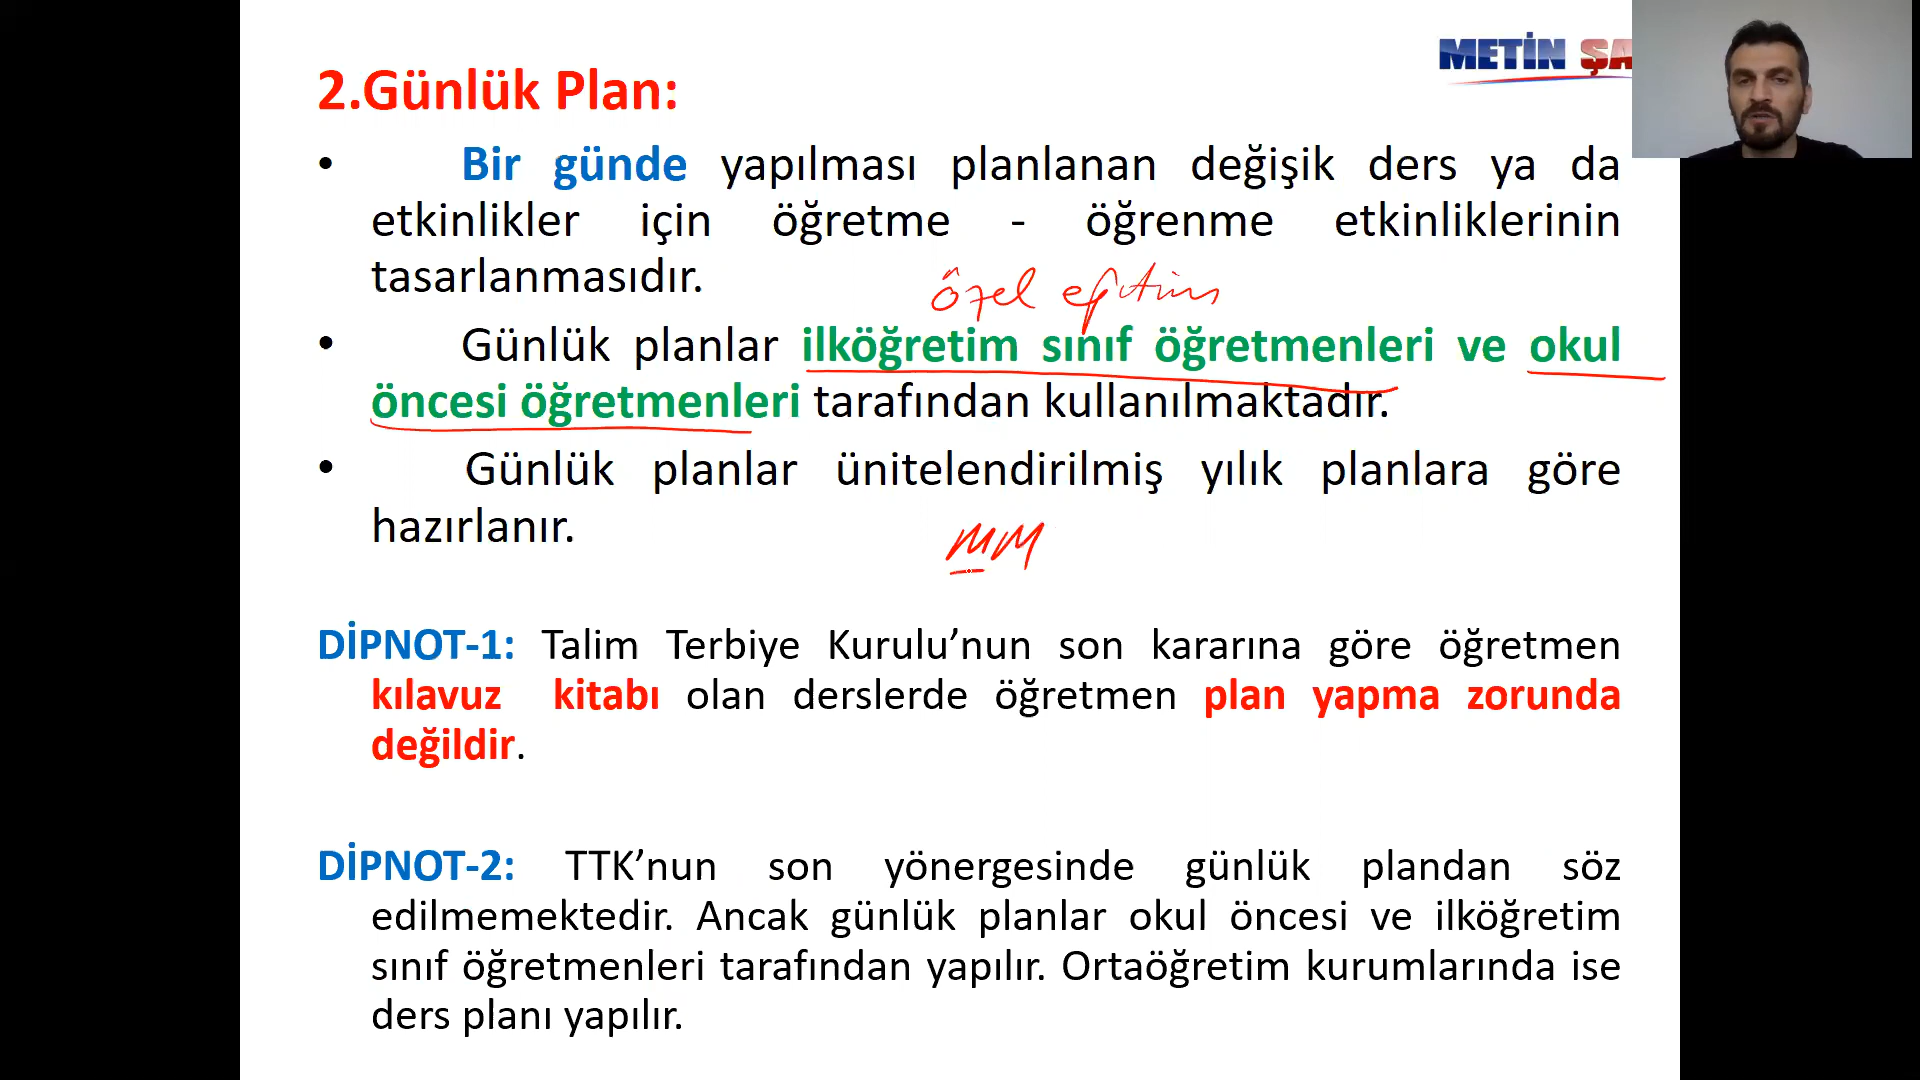 METİN ŞA
2.Günlük Plan:
• Bir günde yapılması planlanan değişik ders ya da
etkinlikler için öğretme - öğrenme etkinliklerinin
tasarlanmasıdır.
özel eğitim
• Günlük planlar ilköğretim sınıf öğretmenleri ve okul
öncesi öğretmenleri tarafından kullanılmaktadır.
• Günlük planlar ünitelendirilmiş yılık planlara göre
hazırlanır.
DİPNOT-1: Talim Terbiye Kurulu’nun son kararına göre öğretmen
kılavuz kitabı olan derslerde öğretmen plan yapma zorunda
değildir.
DİPNOT-2: TTK’nun son yönergesinde günlük plandan söz
edilmemektedir. Ancak günlük planlar okul öncesi ve ilköğretim
sınıf öğretmenleri tarafından yapılır. Ortaöğretim kurumlarında ise
ders planı yapılır.